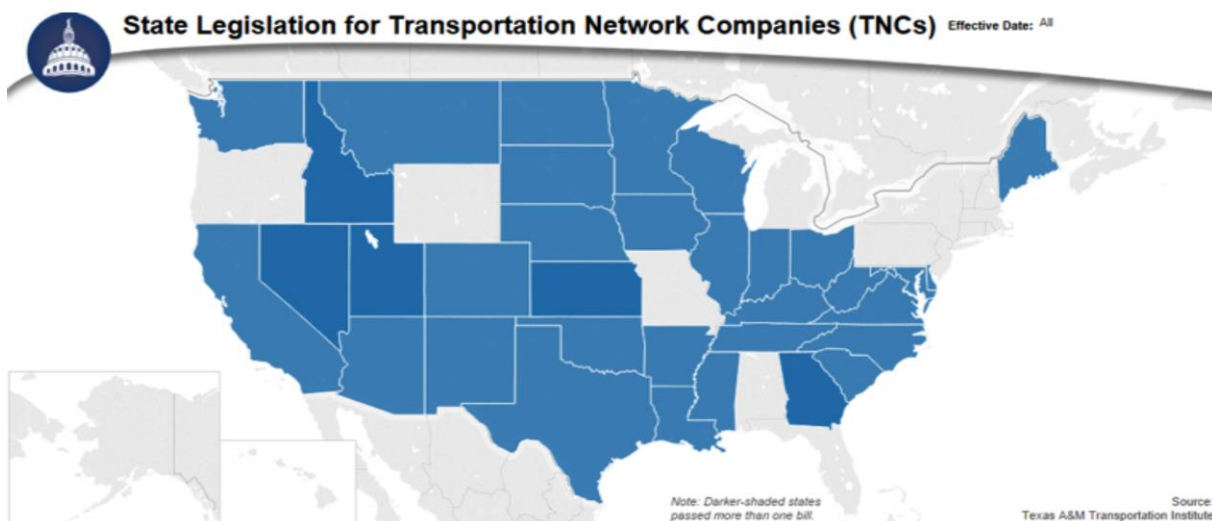 State Legislation for Transportation Network Companies (TNCs) Effective Date: All
Note: Darker-shaded states
passed more than one bill.
Source:
Texas A&M Transportation Institute